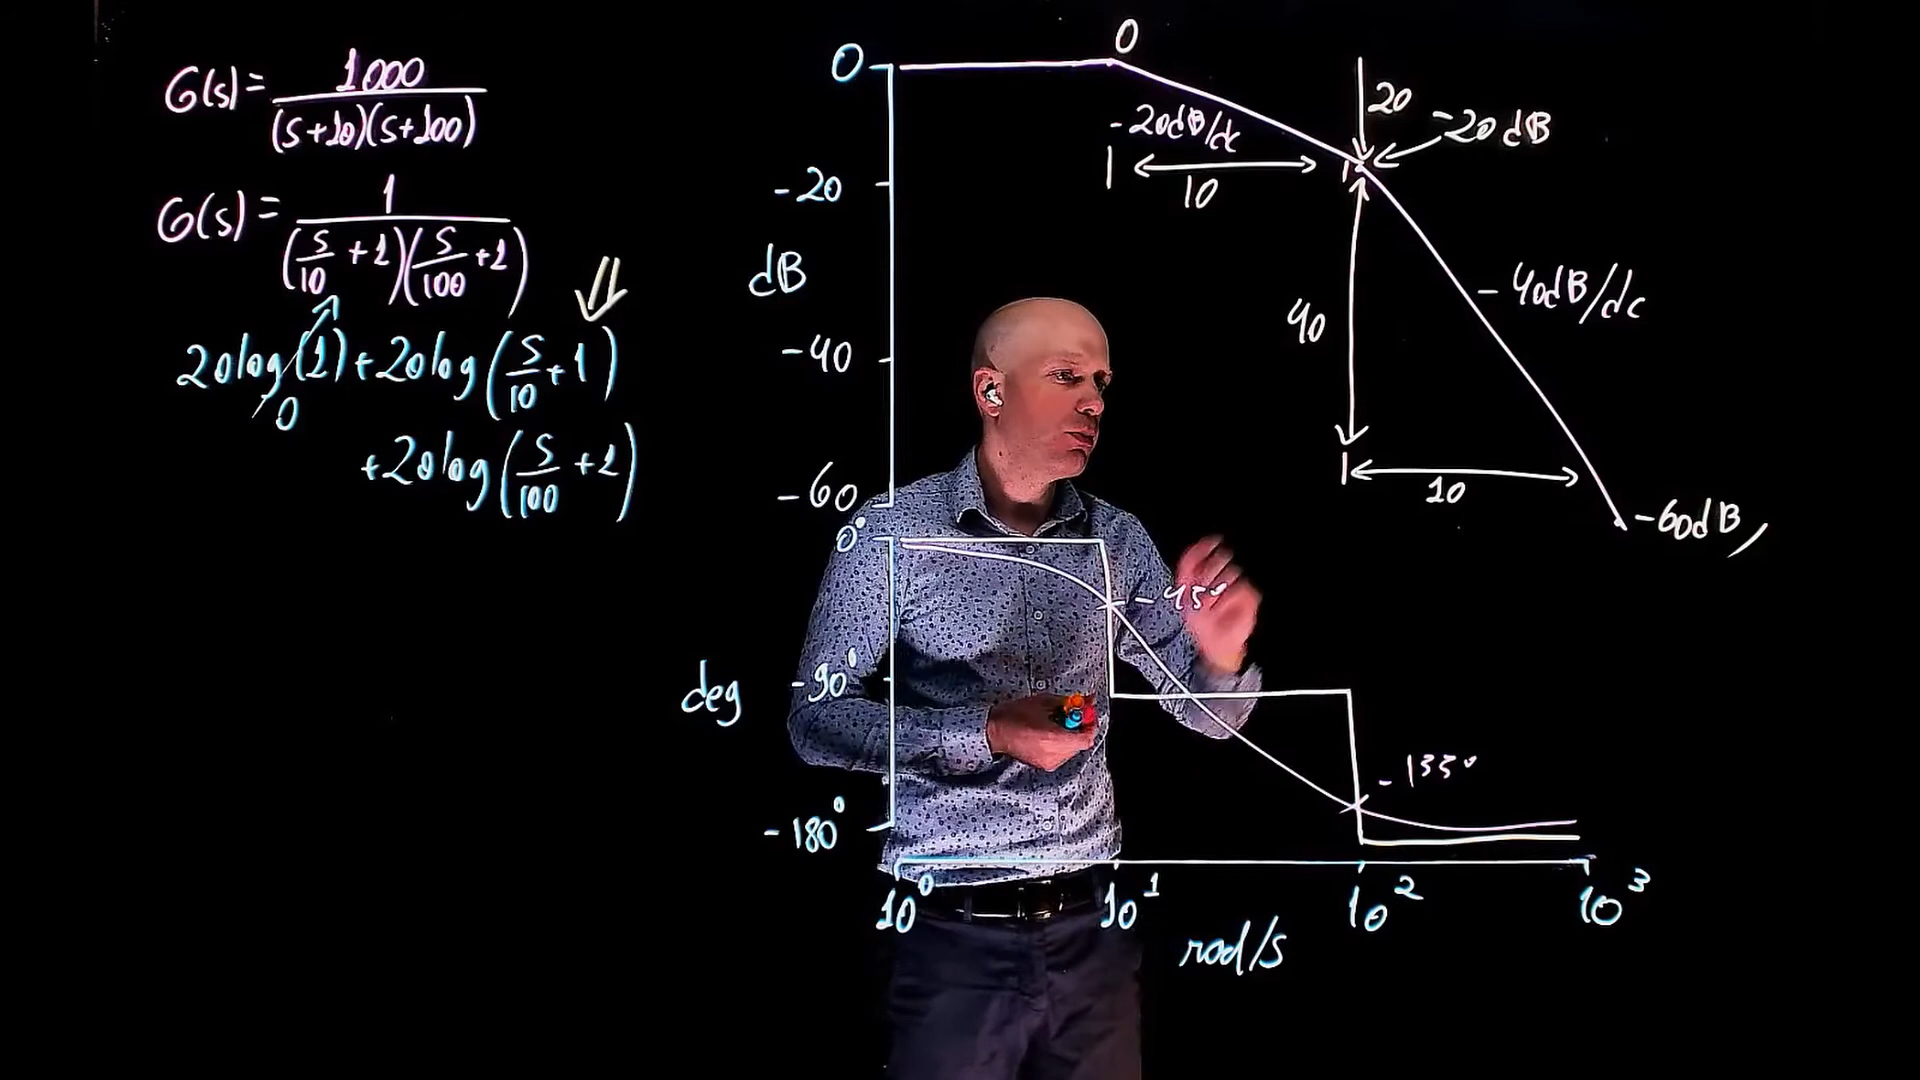 G(s) = 1000 / (s+10)(s+100)
G(s) = 1 / (s/10 + 1)(s/100 + 1)
20log(1) + 20log(s/10 + 1)
0
+ 20log(s/100 + 1)
0
0
20
-20dB
-20dB/dc
10
-20
dB
-40dB/dc
40
-40
10
-60
-60dB,
0°
-45°
deg
-90°
-135°
-180°
10^0 10^1 10^2 10^3
rad/s